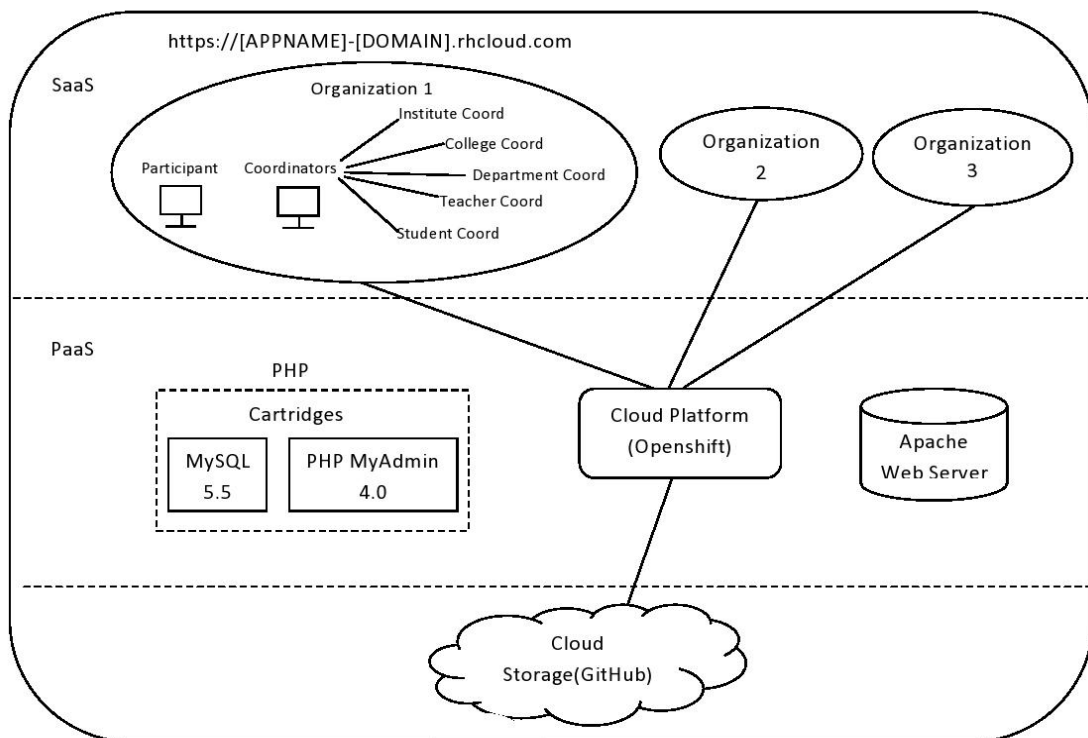 https://[APPNAME]-[DOMAIN].rhcloud.com
SaaS
Organization 1
Institute Coord
College Coord
Participant
Coordinators
Department Coord
Teacher Coord
Student Coord
Organization
2
Organization
3
PaaS
PHP
Cartridges
MySQL
5.5
PHP MyAdmin
4.0
Cloud Platform
(Openshift)
Apache
Web Server
Cloud
Storage(GitHub)